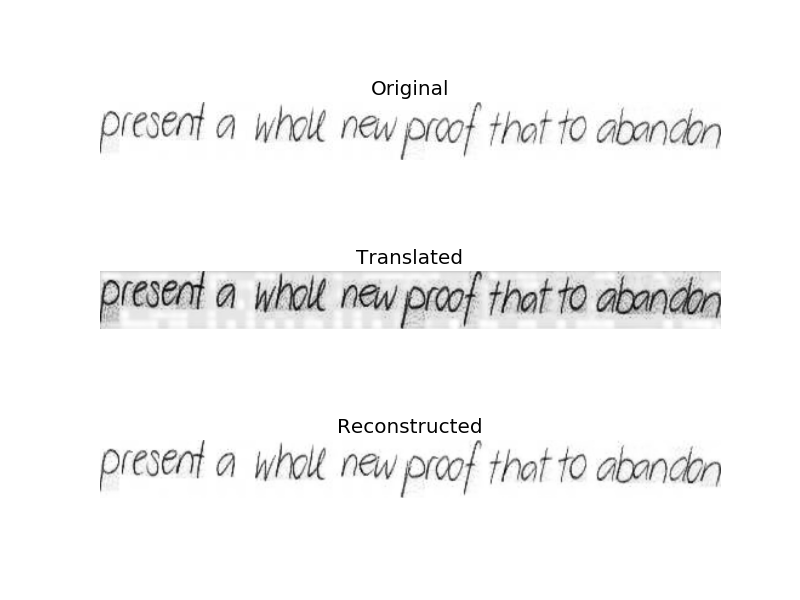 Original
present a whole new proof that to abandon
Translated
present a whole new proof that to abandon
Reconstructed
present a whole new proof that to abandon